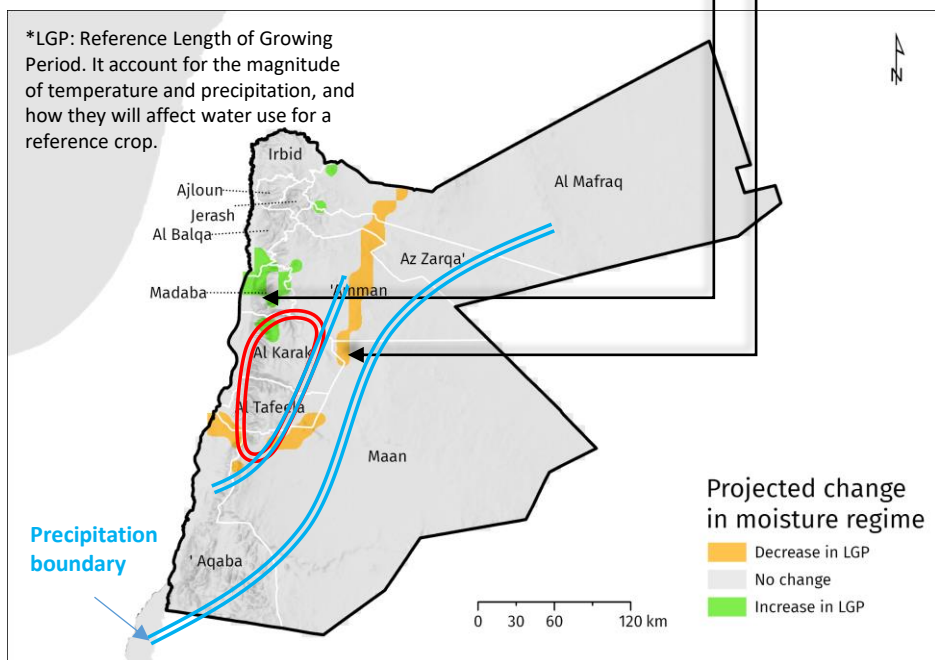 *LGP: Reference Length of Growing
Period. It account for the magnitude
of temperature and precipitation, and
how they will affect water use for a
reference crop.
N
Irbid
Ajloun
Jerash
Al Balqa
Al Mafraq
Az Zarqa'
'Amman
Madaba
Al Karak
Al Tafeela
Maan
Precipitation
boundary
' Aqaba
Projected change
in moisture regime
Decrease in LGP
No change
Increase in LGP
0 30 60 120 km